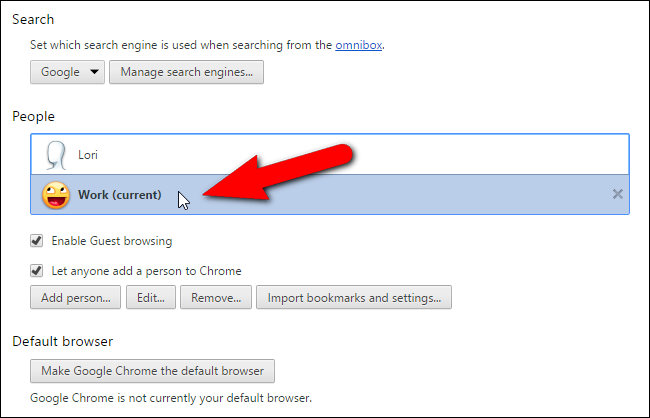 Search
Set which search engine is used when searching from the omnibox.
Google Manage search engines...
People
Lori
Work (current)
Enable Guest browsing
Let anyone add a person to Chrome
Add person... Edit... Remove... Import bookmarks and settings...
Default browser
Make Google Chrome the default browser
Google Chrome is not currently your default browser.